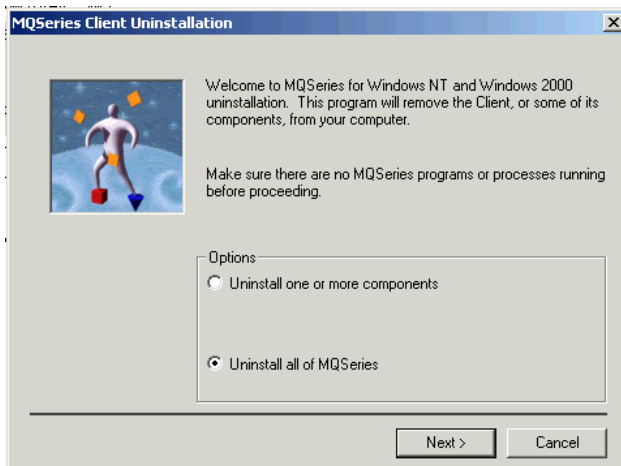 MQSeries Client Uninstallation
Welcome to MQSeries for Windows NT and Windows 2000
uninstallation. This program will remove the Client, or some of its
components, from your computer.
Make sure there are no MQSeries programs or processes running
before proceeding.
Options
Uninstall one or more components
Uninstall all of MQSeries
Next >
Cancel